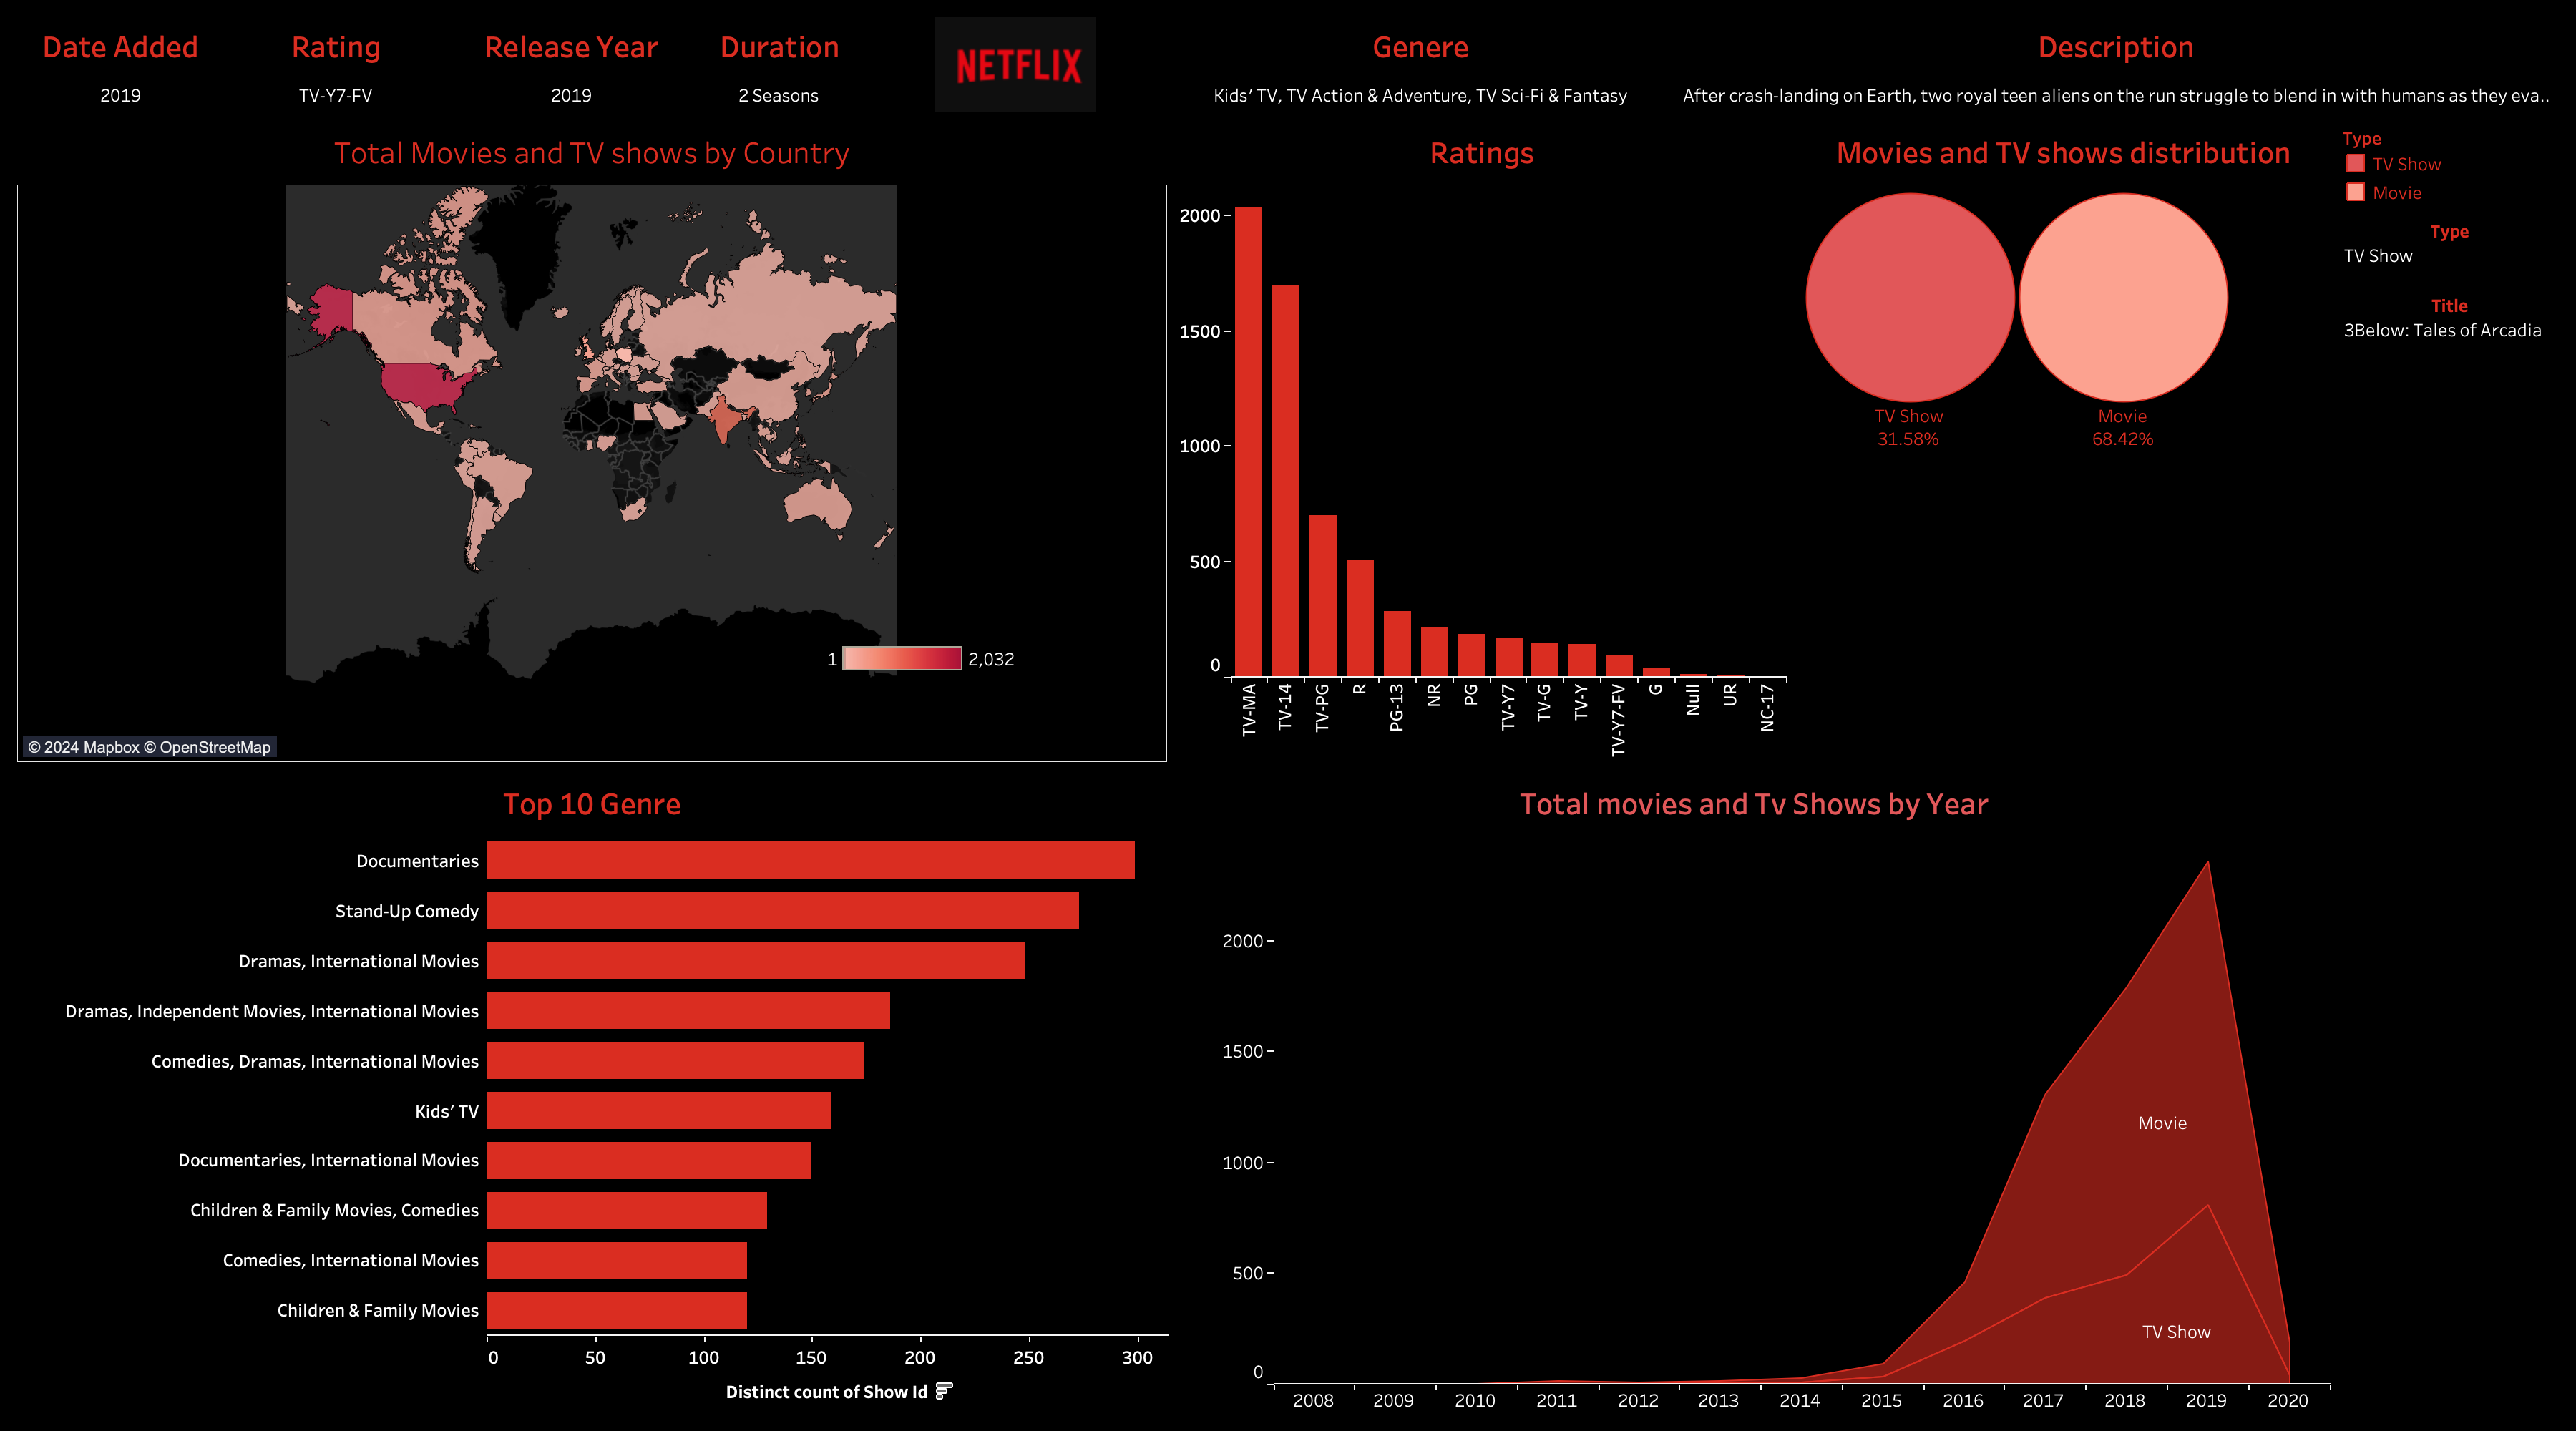 Date Added
2019
Rating
TV-Y7-FV
Release Year
2019
Duration
2 Seasons
NETFLIX
Genere
Kids' TV, TV Action & Adventure, TV Sci-Fi & Fantasy
Description
After crash-landing on Earth, two royal teen aliens on the run struggle to blend in with humans as they eva..
Total Movies and TV shows by Country
1
2,032
© 2024 Mapbox © OpenStreetMap
Ratings
2000
1500
1000
500
0
TV-MA
TV-14
TV-PG
R
PG-13
NR
PG
TV-Y7
TV-G
TV-Y
TV-Y7-FV
G
Null
UR
NC-17
Movies and TV shows distribution
TV Show
31.58%
Movie
68.42%
Type
TV Show
Movie
Type
TV Show
Title
3Below: Tales of Arcadia
Top 10 Genre
Documentaries
Stand-Up Comedy
Dramas, International Movies
Dramas, Independent Movies, International Movies
Comedies, Dramas, International Movies
Kids' TV
Documentaries, International Movies
Children & Family Movies, Comedies
Comedies, International Movies
Children & Family Movies
0 50 100 150 200 250 300
Distinct count of Show Id
Total movies and Tv Shows by Year
2000
1500
1000
500
0
Movie
TV Show
2008 2009 2010 2011 2012 2013 2014 2015 2016 2017 2018 2019 2020